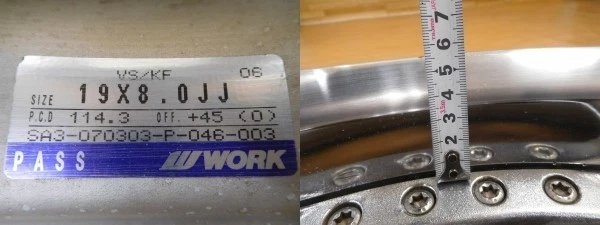 VS/KF 06
SIZE 19X8.0JJ
P.C.D 114.3 OFF. +45 (O)
SA3-070303-P-046-003
PASS WORK
7
6
5
4
3
2